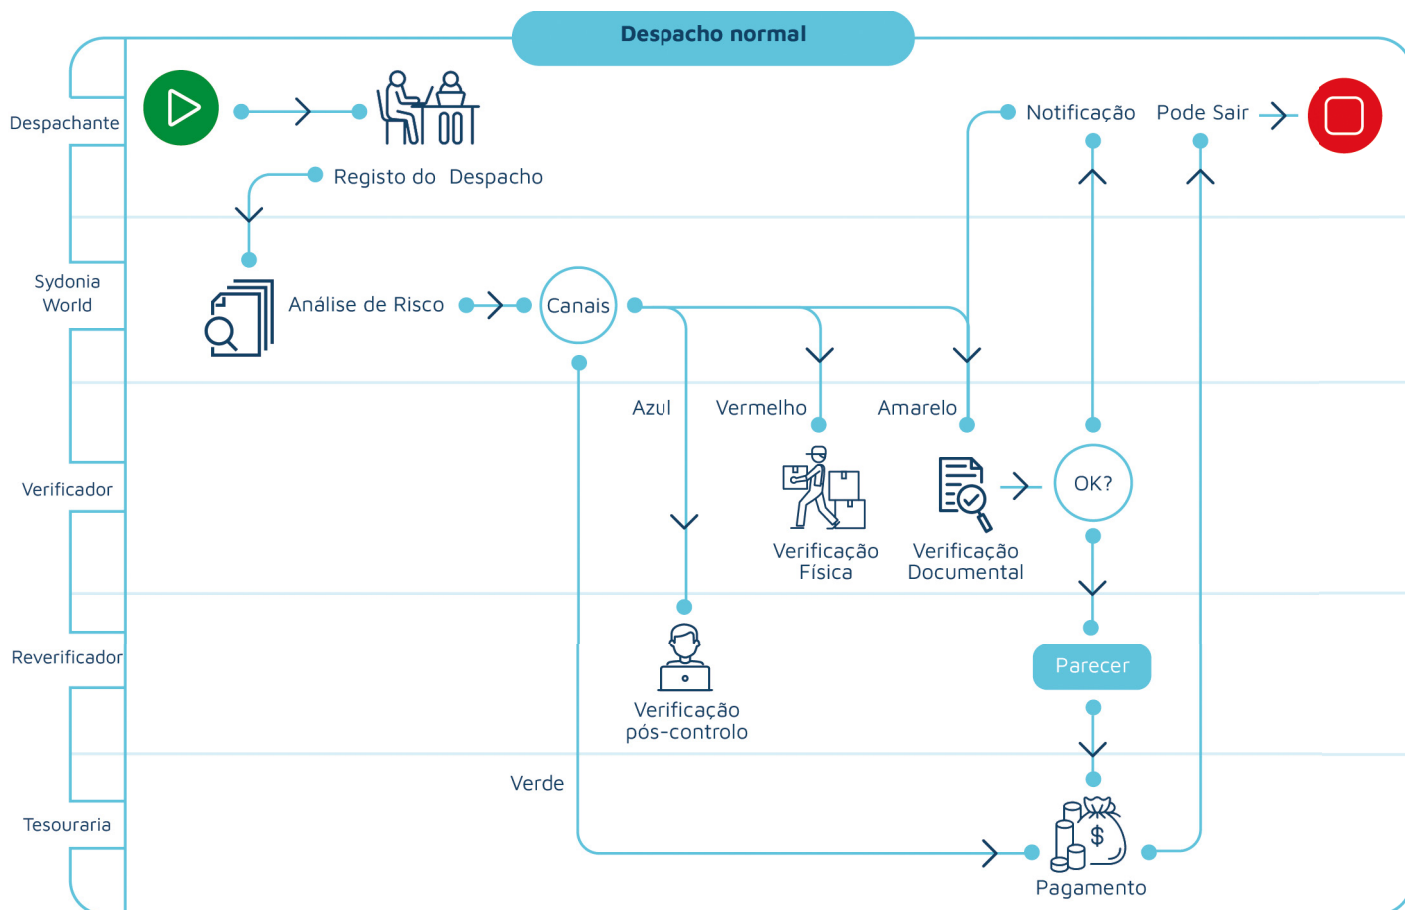 Despacho normal
Despachante
Notificação
Pode Sair
Registo do Despacho
Sydonia
World
Análise de Risco
Canais
Azul
Vermelho
Amarelo
Verificador
OK?
Verificação
Física
Verificação
Documental
Reverificador
Parecer
Verificação
pós-controlo
Verde
Tesouraria
$
Pagamento